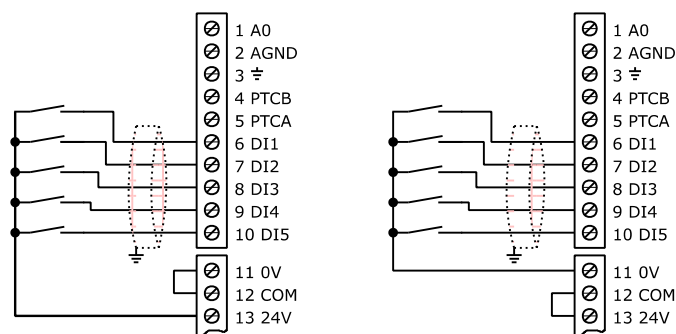 1 A0
2 AGND
3
4 PTCB
5 PTCA
6 DI1
7 DI2
8 DI3
9 DI4
10 DI5
11 0V
12 COM
13 24V
1 A0
2 AGND
3
4 PTCB
5 PTCA
6 DI1
7 DI2
8 DI3
9 DI4
10 DI5
11 0V
12 COM
13 24V